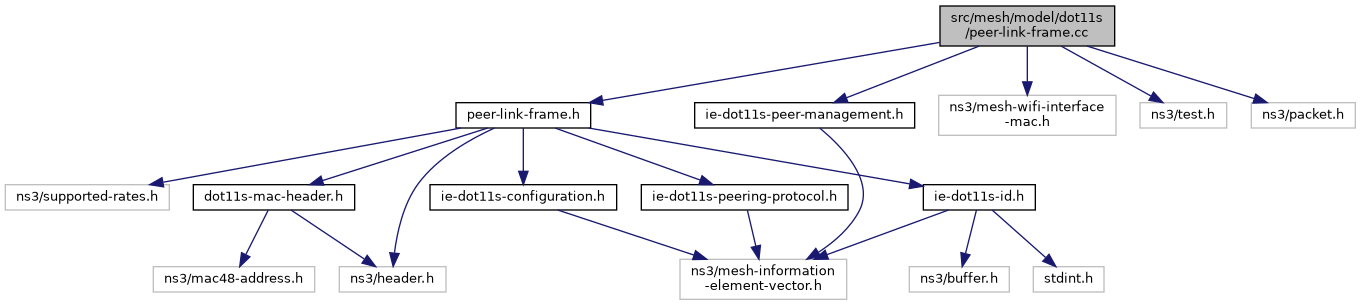 src/mesh/model/dot11s
/peer-link-frame.cc
peer-link-frame.h
ie-dot11s-peer-management.h
ns3/mesh-wifi-interface
-mac.h
ns3/test.h
ns3/packet.h
ns3/supported-rates.h
dot11s-mac-header.h
ie-dot11s-configuration.h
ie-dot11s-peering-protocol.h
ie-dot11s-id.h
ns3/mac48-address.h
ns3/header.h
ns3/mesh-information
-element-vector.h
ns3/buffer.h
stdint.h